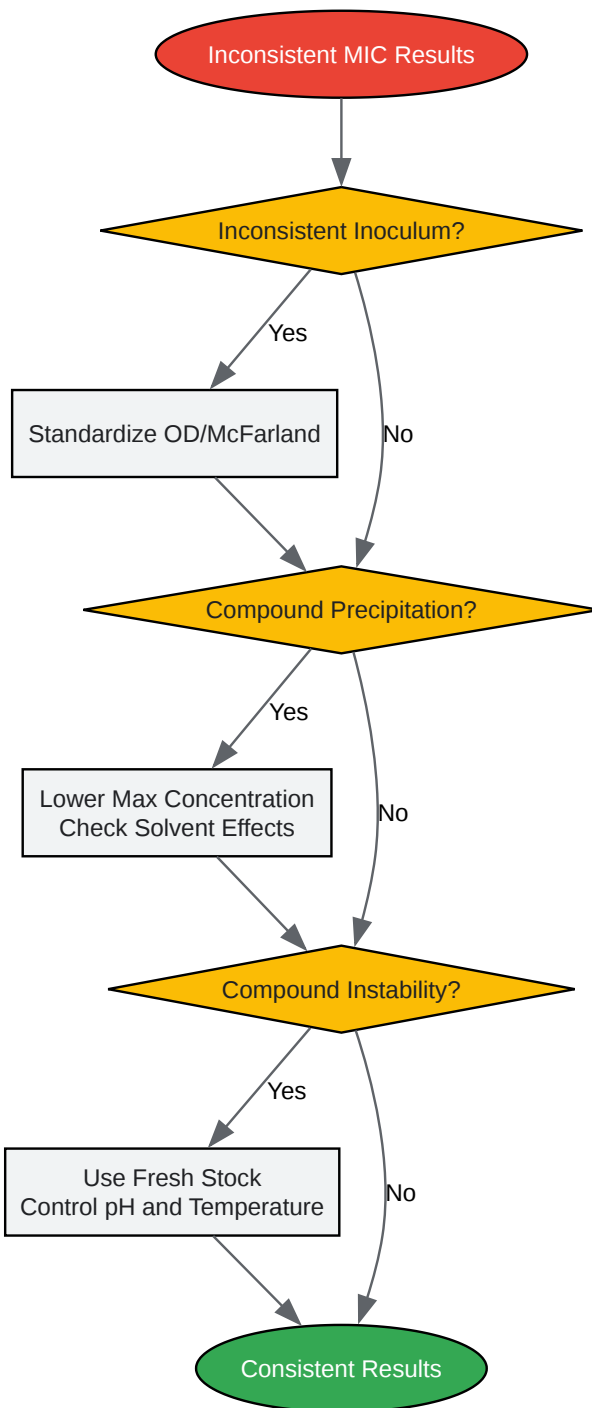 Inconsistent MIC Results
Inconsistent Inoculum?
Yes
Standardize OD/McFarland
No
Compound Precipitation?
Yes
Lower Max Concentration
Check Solvent Effects
No
Compound Instability?
Yes
Use Fresh Stock
Control pH and Temperature
No
Consistent Results